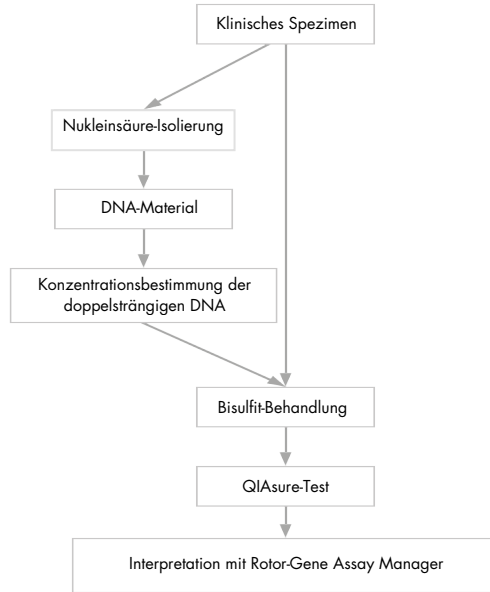 Klinisches Spezimen
Nukleinsäure-Isolierung
DNA-Material
Konzentrationsbestimmung der
doppelsträngigen DNA
Bisulfit-Behandlung
QIAsure-Test
Interpretation mit Rotor-Gene Assay Manager